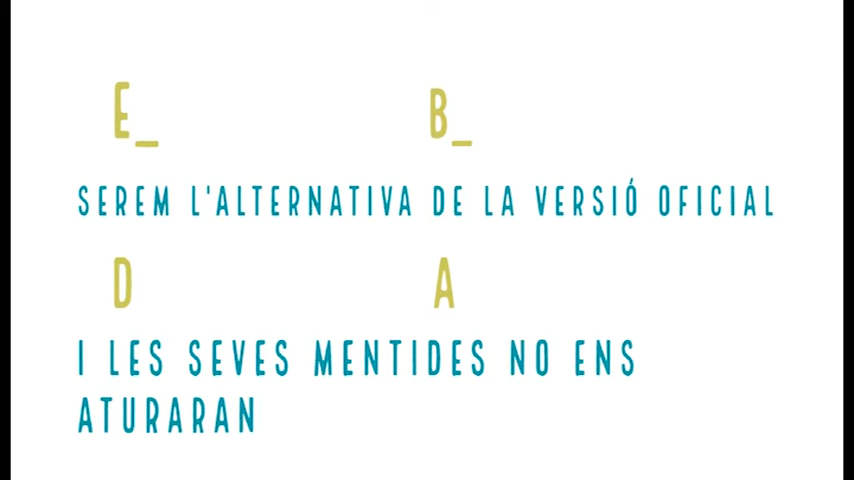 E_ B_
SEREM L'ALTERNATIVA DE LA VERSIÓ OFICIAL
D A
I LES SEVES MENTIDES NO ENS
ATURARAN